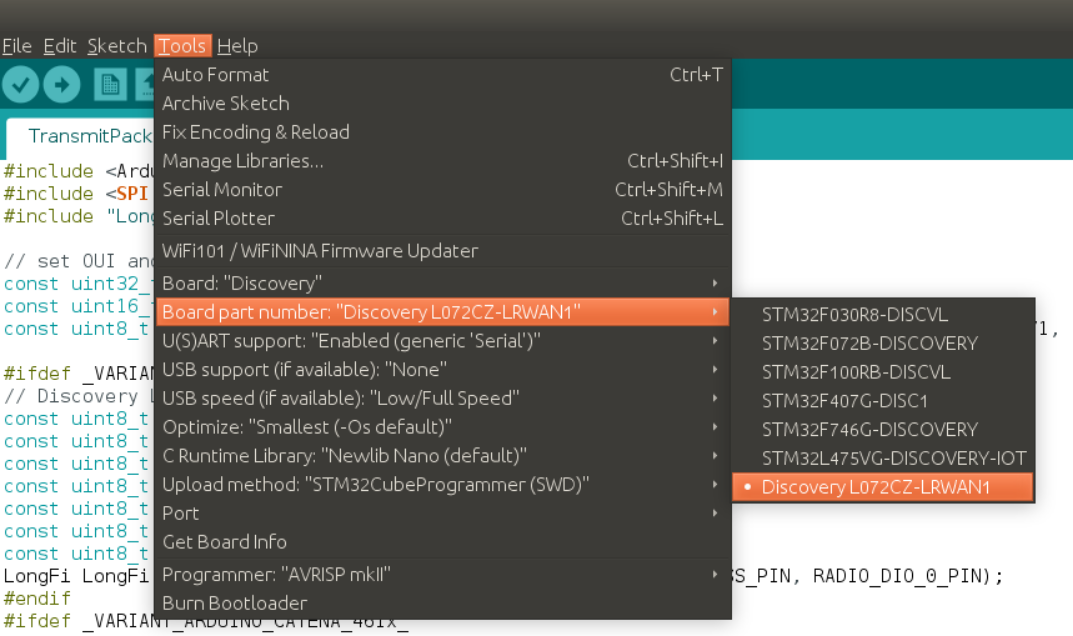 File Edit Sketch Tools Help
Auto Format Ctrl+T
Archive Sketch
TransmitPack Fix Encoding & Reload
#include <Ardu Manage Libraries... Ctrl+Shift+I
#include <SPI Serial Monitor Ctrl+Shift+M
#include "Long Serial Plotter Ctrl+Shift+L
WiFi101 / WiFiNINA Firmware Updater
// set OUI and
const uint32_t Board: "Discovery"
const uint16_t Board part number: "Discovery L072CZ-LRWAN1" STM32F030R8-DISCVL
const uint8_t U(S)ART support: "Enabled (generic 'Serial')" STM32F072B-DISCOVERY 1,
#ifdef _VARIAN USB support (if available): "None" STM32F100RB-DISCVL
// Discovery L USB speed (if available): "Low/Full Speed" STM32F407G-DISC1
const uint8_t Optimize: "Smallest (-Os default)" STM32F746G-DISCOVERY
const uint8_t C Runtime Library: "Newlib Nano (default)" STM32L475VG-DISCOVERY-IOT
const uint8_t Upload method: "STM32CubeProgrammer (SWD)" • Discovery L072CZ-LRWAN1
const uint8_t Port
const uint8_t Get Board Info
const uint8_t
const uint8_t
LongFi LongFi Programmer: "AVRISP mkII" SS_PIN, RADIO_DIO_0_PIN);
#endif Burn Bootloader
#ifdef _VARIANT_ARDUINO_CATENA_461x_